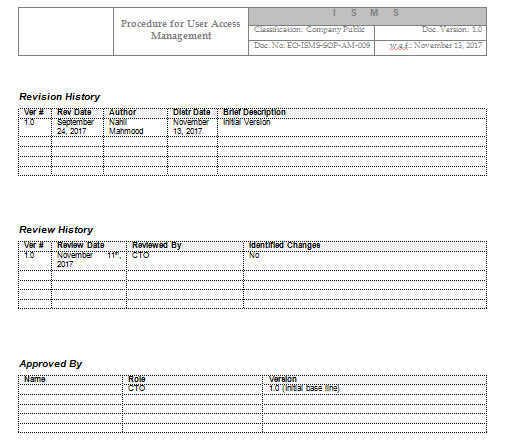 I S M S
Procedure for User Access
Management
Classification: Company Public
Doc. Version: 1.0
Doc. No: EO-ISMS-SOP-AM-009
w.e.f.: November 13, 2017
Revision History
Ver # Rev Date Author Distr Date Brief Description
1.0 September Nahil November Initial Version
24, 2017 Mahmood 13, 2017
Review History
Ver # Review Date Reviewed By Identified Changes
1.0 November 11th, CTO No
2017
Approved By
Name Role Version
CTO 1.0 (Initial base line)